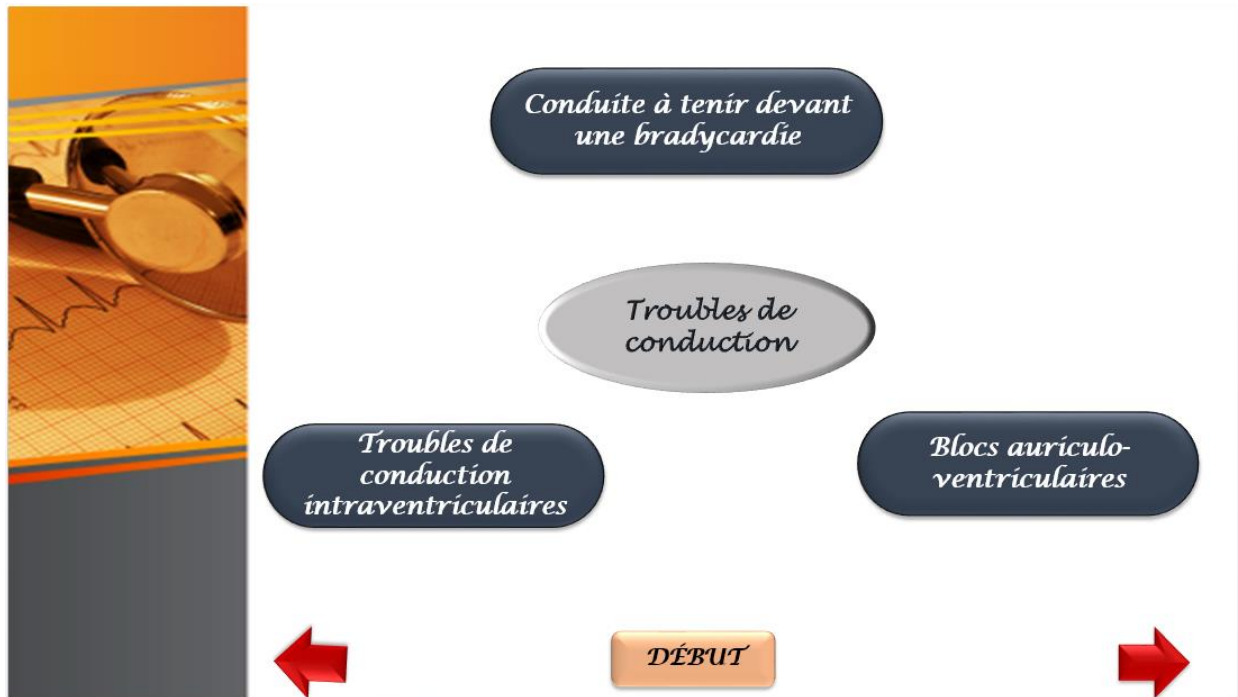 Conduite à tenir devant
une bradycardie
Troubles de
conduction
Troubles de
conduction
intraventriculaires
Blocs auriculo-
ventriculaires
DÉBUT